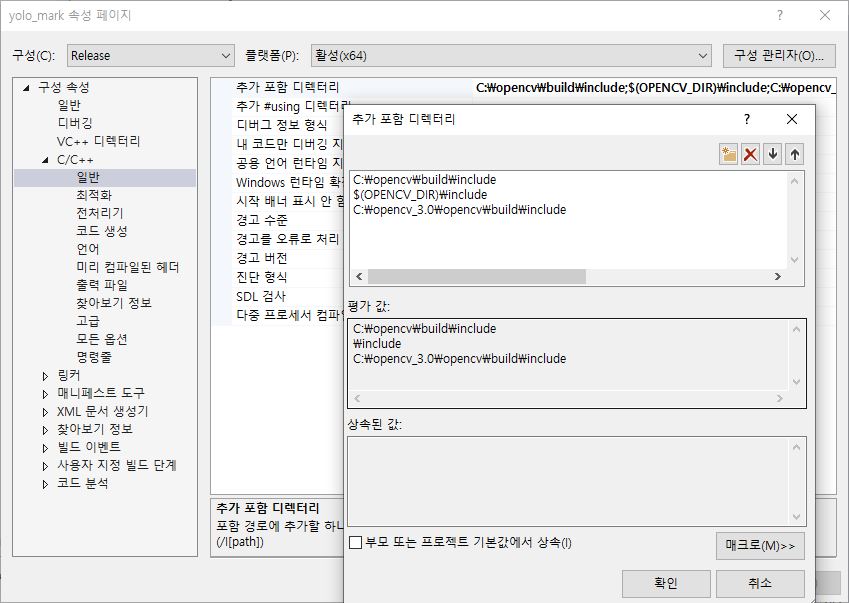 yolo_mark 속성 페이지
구성(C): Release 플랫폼(P): 활성(x64) 구성 관리자(O)...
구성 속성
일반
디버깅
VC++ 디렉터리
C/C++
일반
최적화
전처리기
코드 생성
언어
미리 컴파일된 헤더
출력 파일
찾아보기 정보
고급
모든 옵션
명령줄
링커
매니페스트 도구
XML 문서 생성기
찾아보기 정보
빌드 이벤트
사용자 지정 빌드 단계
코드 분석
추가 포함 디렉터리 C:₩opencv₩build₩include;$(OPENCV_DIR)₩include;C:₩opencv_
추가 #using 디렉터리
디버그 정보 형식
내 코드만 디버깅 지
공용 언어 런타임 지
Windows 런타임 확
시작 배너 표시 안 함
경고 수준
경고를 오류로 처리
경고 버전
진단 형식
SDL 검사
다중 프로세서 컴파일
추가 포함 디렉터리
포함 경로에 추가할 하나
(/I[path])
추가 포함 디렉터리
C:₩opencv₩build₩include
$(OPENCV_DIR)₩include
C:₩opencv_3.0₩opencv₩build₩include
평가 값:
C:₩opencv₩build₩include
₩include
C:₩opencv_3.0₩opencv₩build₩include
상속된 값:
부모 또는 프로젝트 기본값에서 상속(I)
매크로(M)>>
확인 취소